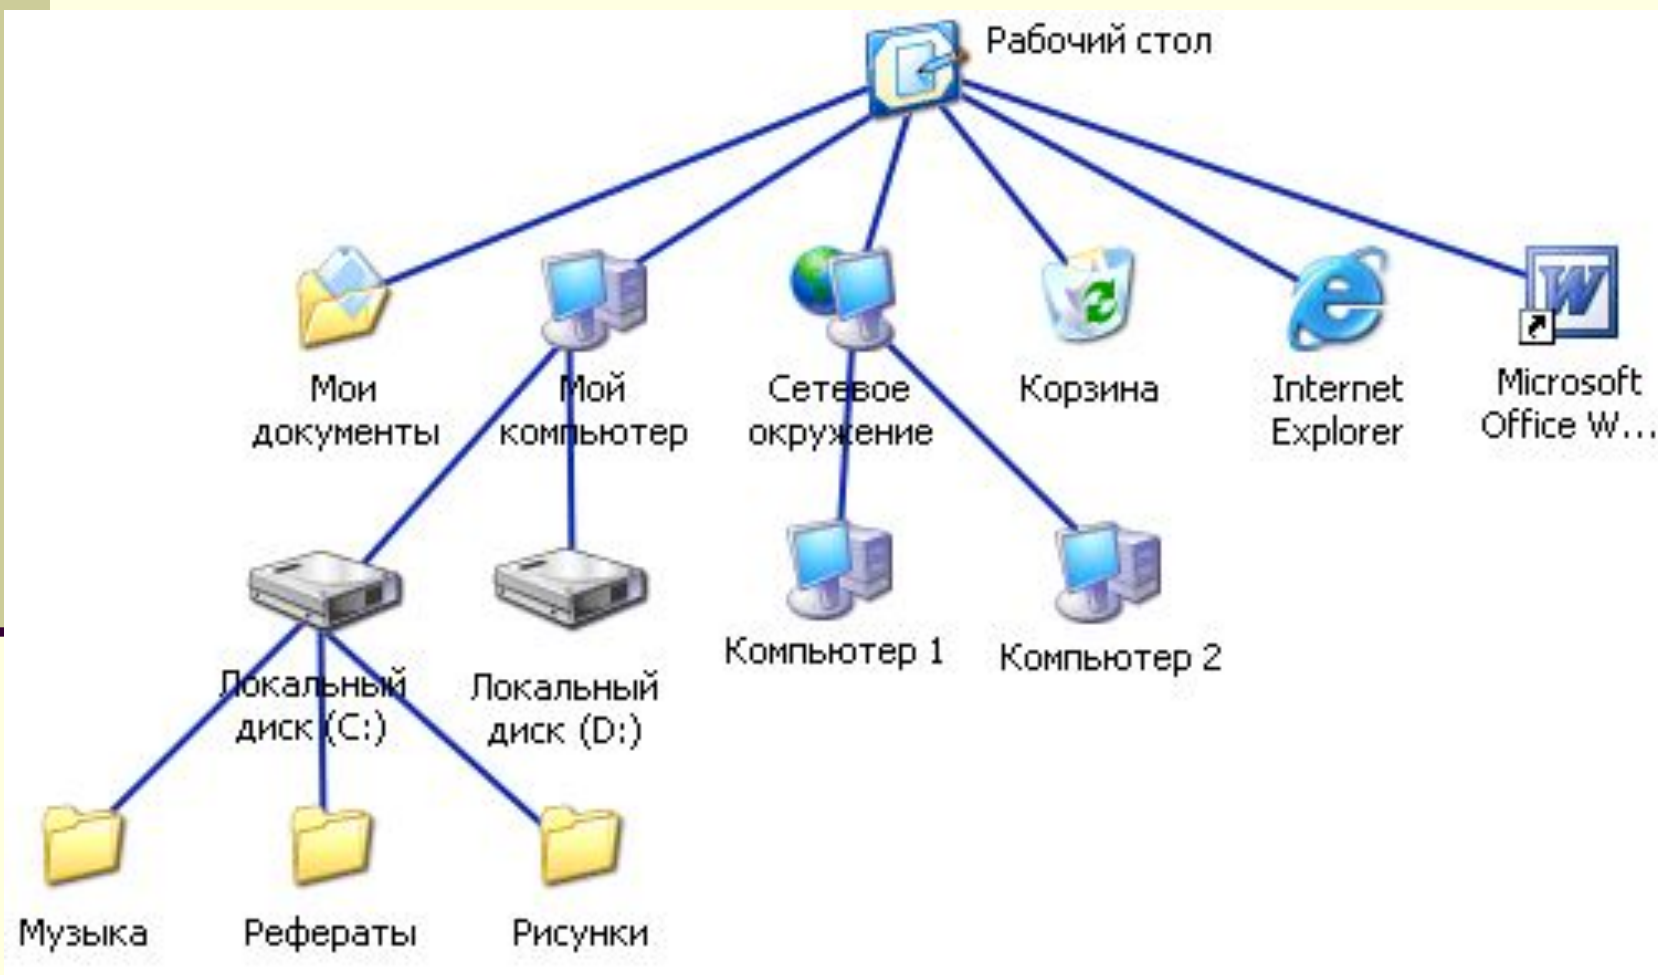 Рабочий стол
Мои
документы
Мой
компьютер
Сетевое
окружение
Корзина
Internet
Explorer
Microsoft
Office W...
Локальный
диск (C:)
Локальный
диск (D:)
Компьютер 1
Компьютер 2
Музыка
Рефераты
Рисунки